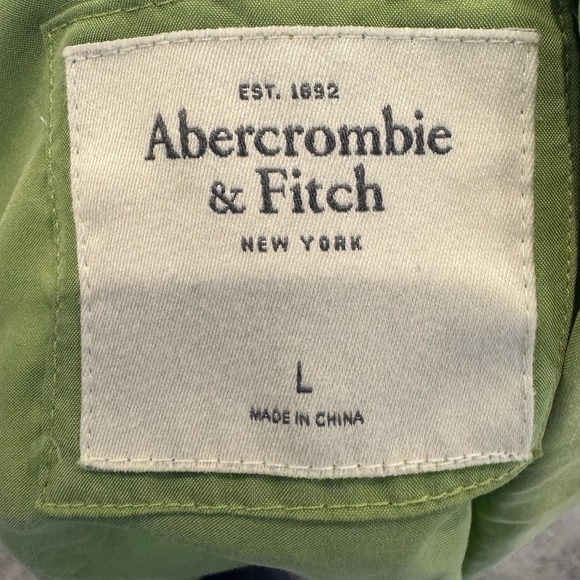 EST. 1892
Abercrombie
& Fitch
NEW YORK
L
MADE IN CHINA